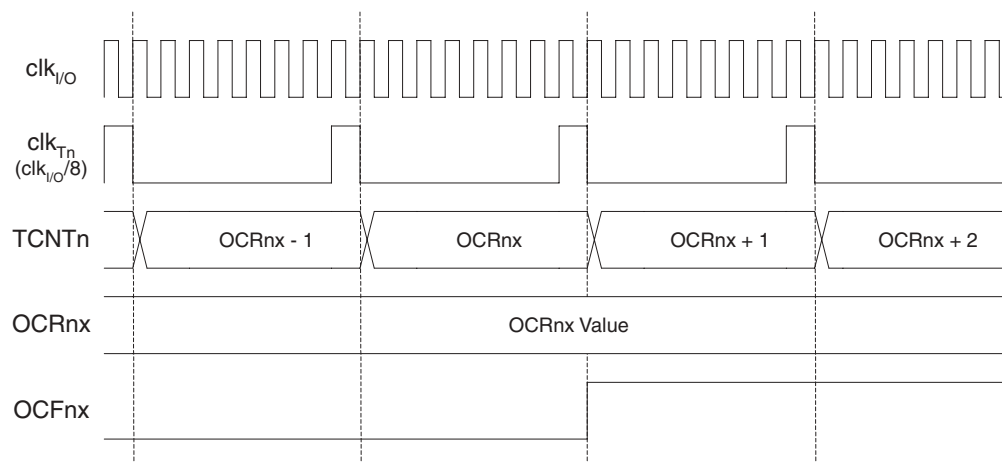 clkI/O
clkTn
(clkI/O/8)
TCNTn OCRnx - 1 OCRnx OCRnx + 1 OCRnx + 2
OCRnx OCRnx Value
OCFnx